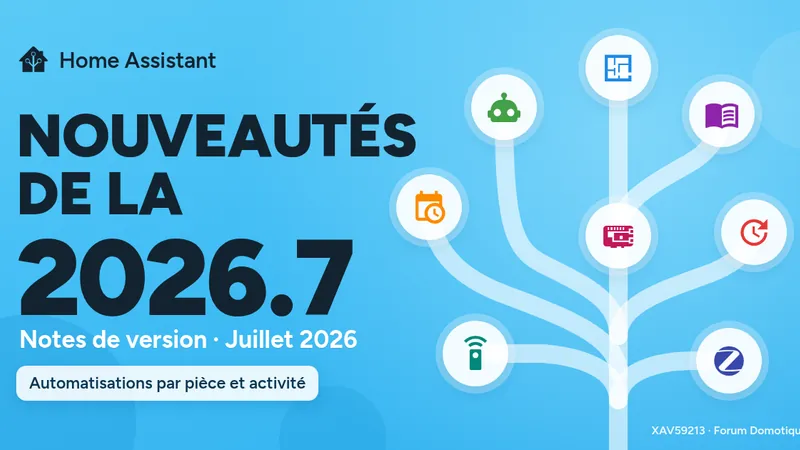 Home Assistant
NOUVEAUTÉS
DE LA
2026.7
Notes de version · Juillet 2026
Automatisations par pièce et activité
XAV59213 · Forum Domotiqu